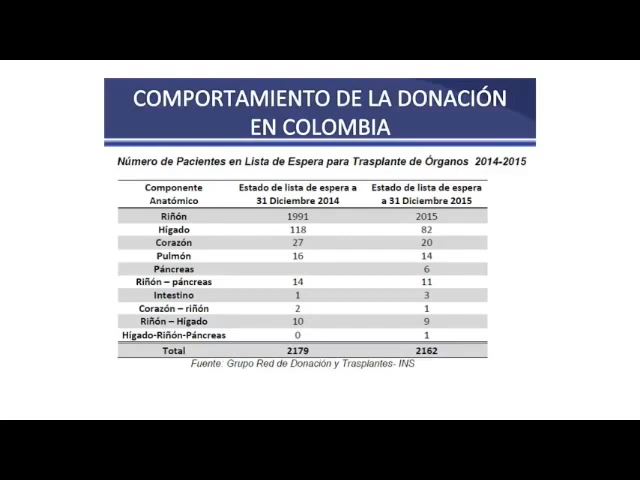 COMPORTAMIENTO DE LA DONACIÓN
EN COLOMBIA
Número de Pacientes en Lista de Espera para Trasplante de Órganos 2014-2015
Componente Anatómico Estado de lista de espera a 31 Diciembre 2014 Estado de lista de espera a 31 Diciembre 2015
Riñón 1991 2015
Hígado 118 82
Corazón 27 20
Pulmón 16 14
Páncreas 6
Riñón – páncreas 14 11
Intestino 1 3
Corazón – riñón 2 1
Riñón – Hígado 10 9
Hígado-Riñón-Páncreas 0 1
Total 2179 2162
Fuente: Grupo Red de Donación y Trasplantes- INS